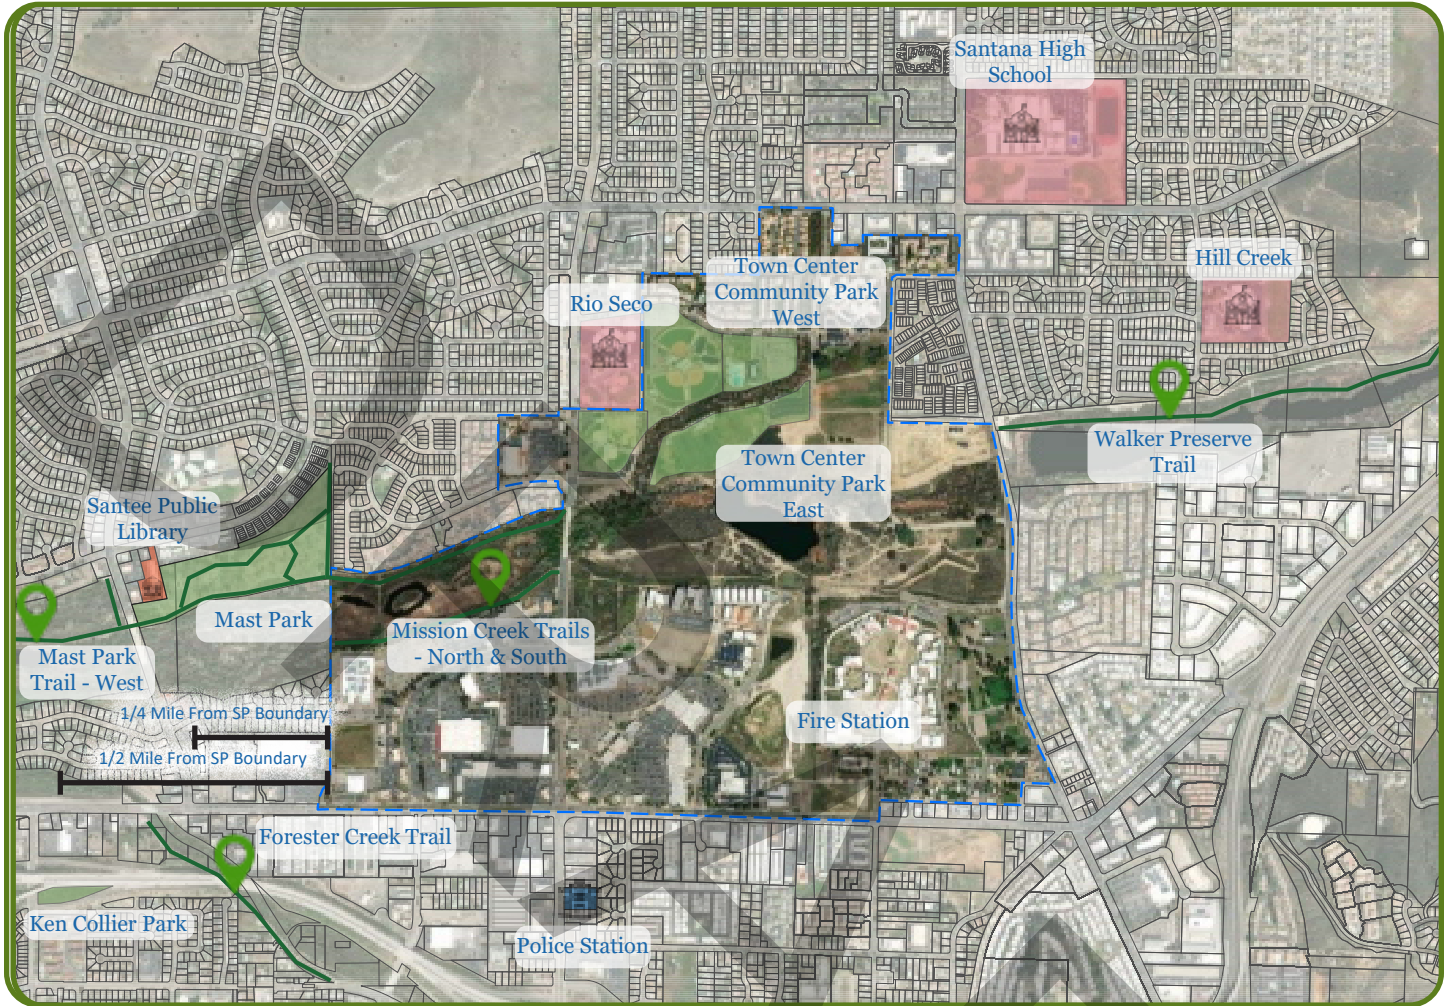 Santana High
School
Hill Creek
Town Center
Community Park
West
Rio Seco
Walker Preserve
Trail
Town Center
Community Park
East
Santee Public
Library
Mast Park
Mission Creek Trails
- North & South
Mast Park
Trail - West
1/4 Mile From SP Boundary
1/2 Mile From SP Boundary
Fire Station
Forester Creek Trail
Ken Collier Park
Police Station